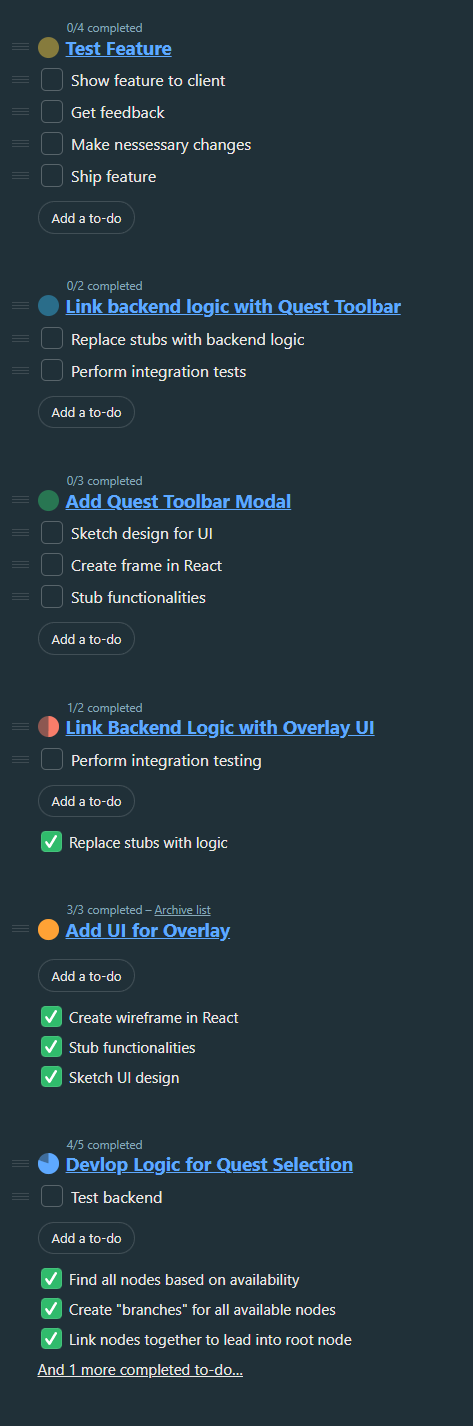 0/4 completed
Test Feature
Show feature to client
Get feedback
Make nessessary changes
Ship feature
Add a to-do
0/2 completed
Link backend logic with Quest Toolbar
Replace stubs with backend logic
Perform integration tests
Add a to-do
0/3 completed
Add Quest Toolbar Modal
Sketch design for UI
Create frame in React
Stub functionalities
Add a to-do
1/2 completed
Link Backend Logic with Overlay UI
Perform integration testing
Add a to-do
Replace stubs with logic
3/3 completed – Archive list
Add UI for Overlay
Add a to-do
Create wireframe in React
Stub functionalities
Sketch UI design
4/5 completed
Devlop Logic for Quest Selection
Test backend
Add a to-do
Find all nodes based on availability
Create "branches" for all available nodes
Link nodes together to lead into root node
And 1 more completed to-do...